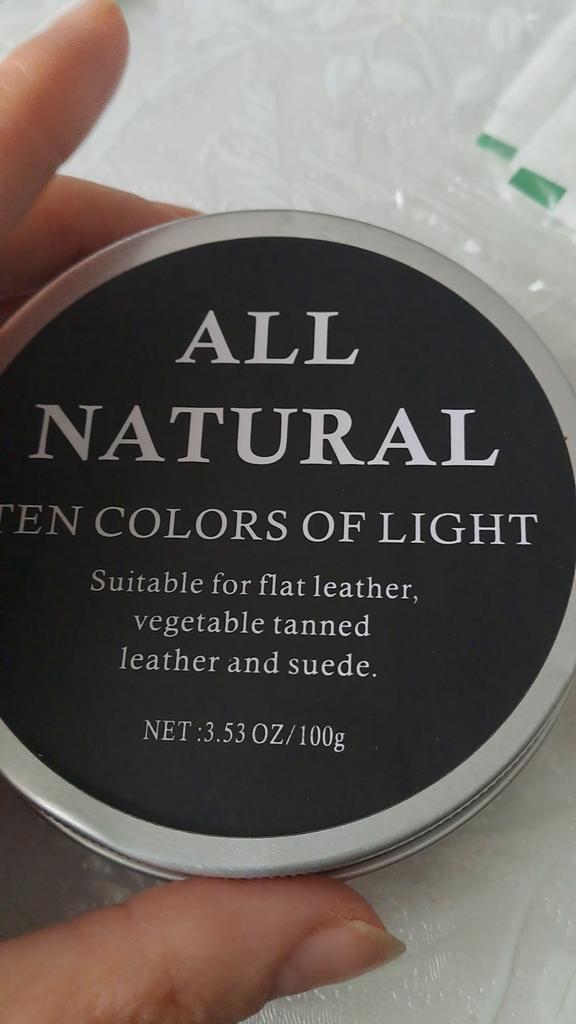 ALL
NATURAL
TEN COLORS OF LIGHT
Suitable for flat leather,
vegetable tanned
leather and suede.
NET :3.53 OZ/100g